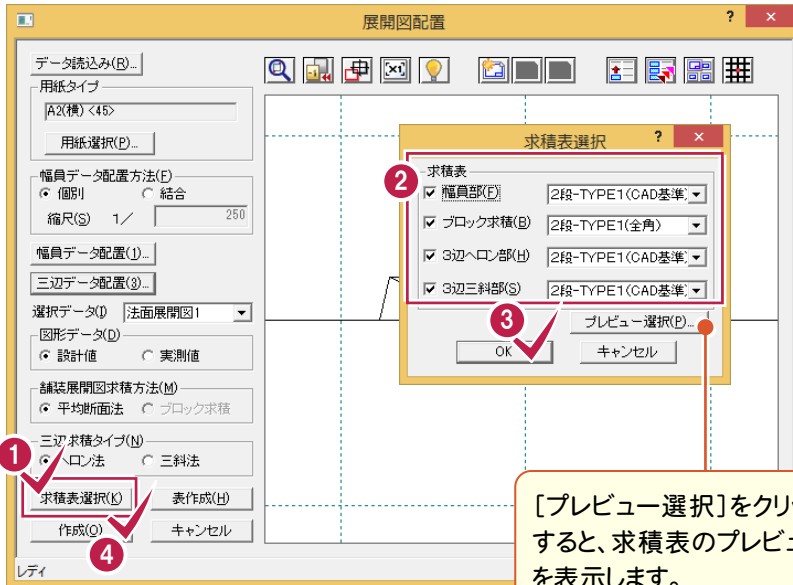 展開図配置
? ×
データ読込み(R)...
用紙タイプ
A2(横) <45>
用紙選択(P)...
幅員データ配置方法(F)
個別 結合
縮尺(S) 1/ 250
幅員データ配置(1)...
三辺データ配置(3)...
選択データ(I) 法面展開図1
図形データ(D)
設計値 実測値
舗装展開図求積方法(M)
平均断面法 ブロック求積
三辺求積タイプ(N)
1
ヘロン法 三斜法
求積表選択(K) 表作成(H)
作成(O) キャンセル
4
レディ
求積表選択
? ×
2
求積表
幅員部(F) 2段-TYPE1(CAD基準)
ブロック求積(B) 2段-TYPE1(全角)
3辺ヘロン部(H) 2段-TYPE1(CAD基準)
3辺三斜部(S) 2段-TYPE1(CAD基準)
3
プレビュー選択(P)...
OK キャンセル
[プレビュー選択]をクリ
すると、求積表のプレビュ
を表示します。